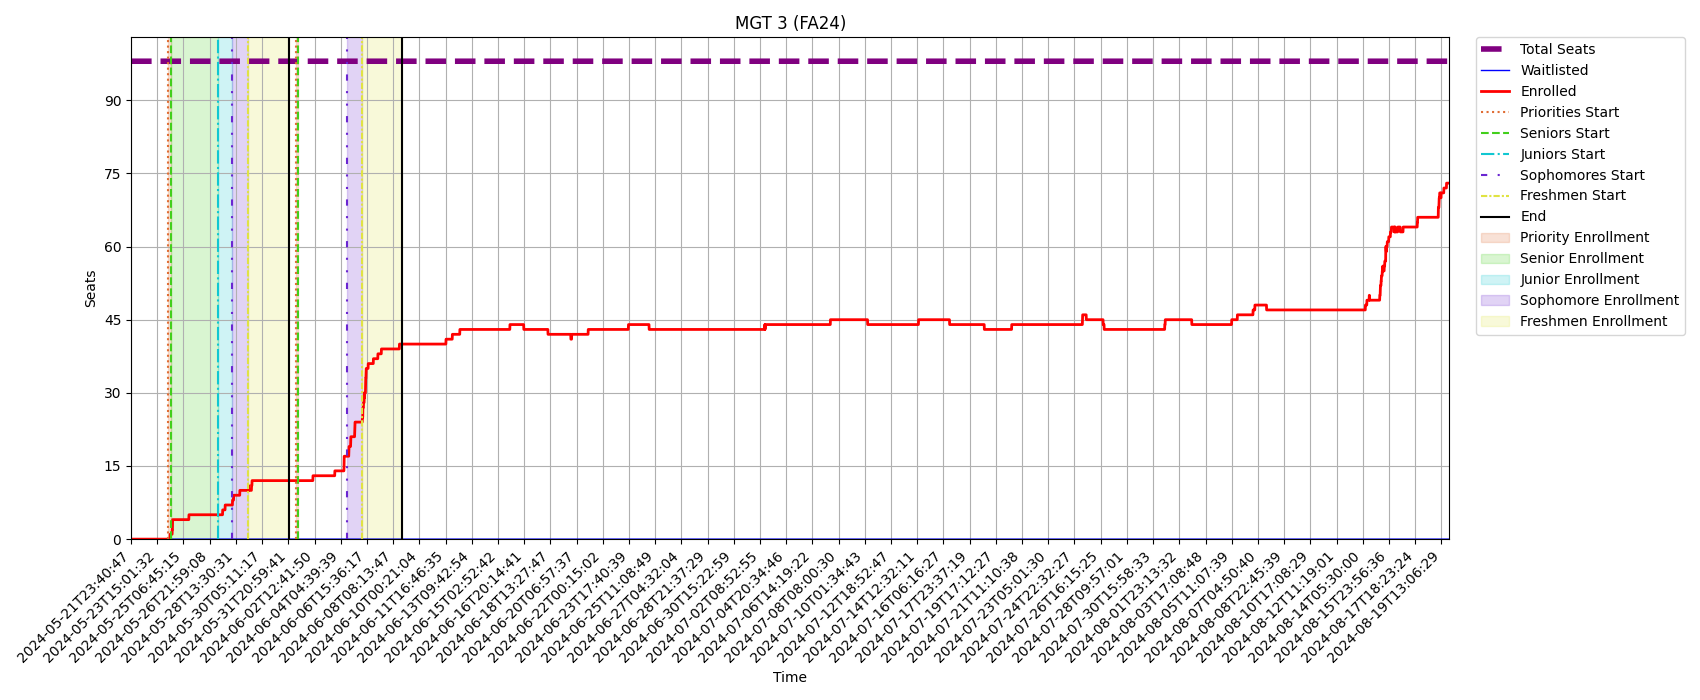 MGT 3 (FA24)
Total Seats
Waitlisted
Enrolled
Priorities Start
Seniors Start
Juniors Start
Sophomores Start
Freshmen Start
End
Priority Enrollment
Senior Enrollment
Junior Enrollment
Sophomore Enrollment
Freshmen Enrollment
Seats
90
75
60
45
30
15
0
2024-05-21T23:40:47
2024-05-23T15:01:32
2024-05-25T06:45:15
2024-05-26T21:59:08
2024-05-28T13:30:31
2024-05-30T05:11:17
2024-05-31T20:59:41
2024-06-02T12:41:50
2024-06-04T04:39:39
2024-06-06T15:36:17
2024-06-08T08:13:47
2024-06-10T00:21:04
2024-06-11T16:46:35
2024-06-13T09:42:54
2024-06-15T02:52:42
2024-06-16T20:14:41
2024-06-18T13:27:47
2024-06-20T06:57:37
2024-06-22T00:15:02
2024-06-23T17:40:39
2024-06-25T11:08:49
2024-06-27T04:32:04
2024-06-28T21:37:29
2024-06-30T15:22:59
2024-07-02T08:52:55
2024-07-04T20:34:46
2024-07-06T14:19:22
2024-07-08T08:00:30
2024-07-10T01:34:43
2024-07-12T18:52:47
2024-07-14T12:32:11
2024-07-16T06:16:27
2024-07-17T23:37:19
2024-07-19T17:12:27
2024-07-21T11:10:38
2024-07-23T05:01:30
2024-07-24T22:32:27
2024-07-26T16:15:25
2024-07-28T09:57:01
2024-07-30T15:58:33
2024-08-01T23:13:32
2024-08-03T17:08:48
2024-08-05T11:07:39
2024-08-07T04:50:40
2024-08-08T22:45:39
2024-08-10T17:08:29
2024-08-12T11:19:01
2024-08-14T05:30:00
2024-08-15T23:56:36
2024-08-17T18:23:24
2024-08-19T13:06:29
Time